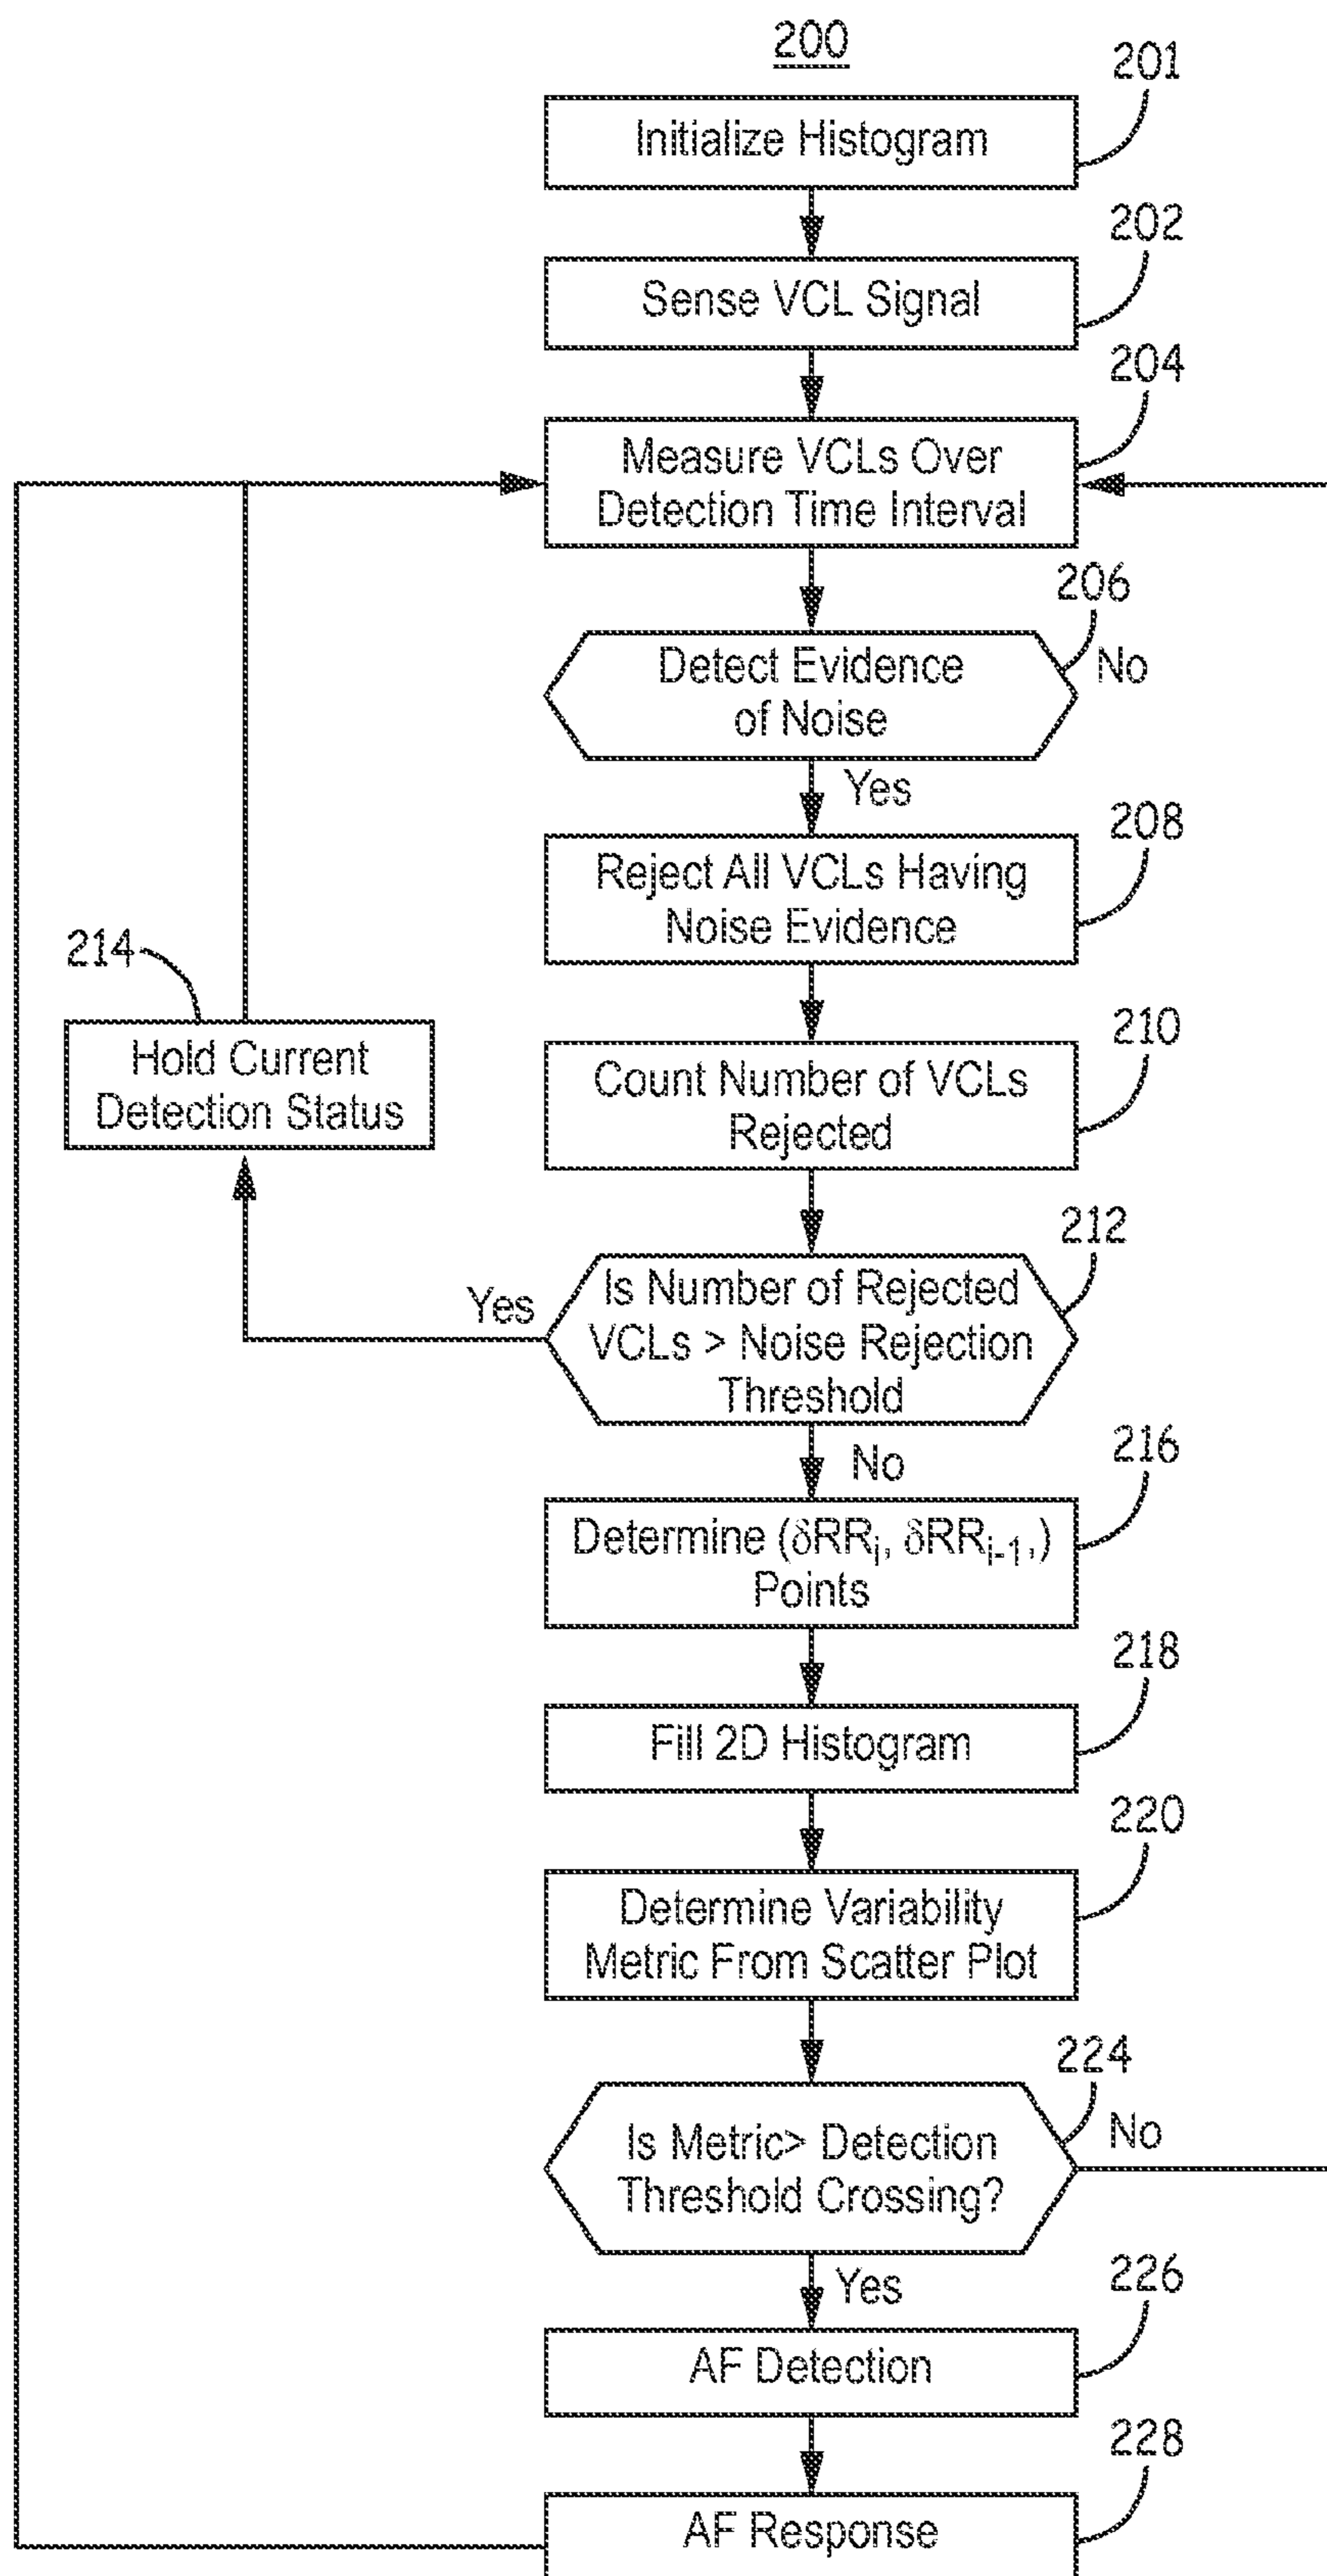 200
201
Initialize Histogram
202
Sense VCL Signal
204
Measure VCLs Over
Detection Time Interval
206
Detect Evidence
of Noise
No
Yes
208
Reject All VCLs Having
Noise Evidence
214
Hold Current
Detection Status
210
Count Number of VCLs
Rejected
212
Is Number of Rejected
VCLs > Noise Rejection
Threshold
Yes
No
216
Determine (δRRᵢ, δRRᵢ₋₁,)
Points
218
Fill 2D Histogram
220
Determine Variability
Metric From Scatter Plot
224
Is Metric> Detection
Threshold Crossing?
No
Yes
226
AF Detection
228
AF Response